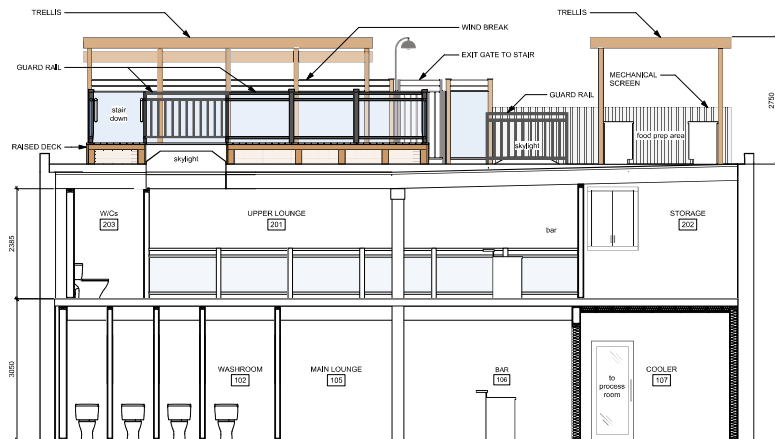 TRELLIS
TRELLIS
WIND BREAK
EXIT GATE TO STAIR
GUARD RAIL
MECHANICAL
SCREEN
GUARD RAIL
stair
down
food prep area
2750
RAISED DECK
skylight
skylight
W/Cs
203
UPPER LOUNGE
201
bar
STORAGE
202
2385
WASHROOM
102
MAIN LOUNGE
105
BAR
106
COOLER
107
to
process
room
3050